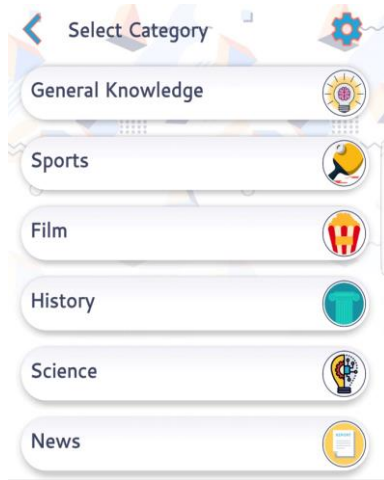 Select Category
General Knowledge
Sports
Film
History
Science
News